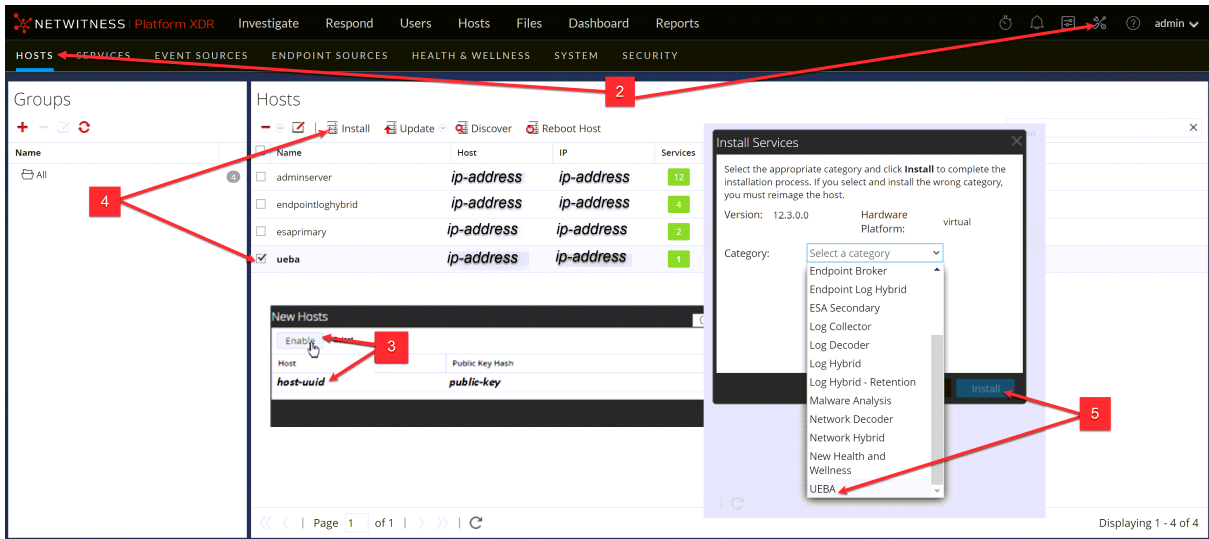 NETWITNESS Platform XDR Investigate Respond Users Hosts Files Dashboard Reports admin
HOSTS SERVICES EVENT SOURCES ENDPOINT SOURCES HEALTH & WELLNESS SYSTEM SECURITY
2
Groups
Name
All 4
4
Hosts
Install Update Discover Reboot Host
Name Host IP Services
adminserver ip-address ip-address 12
endpointloghybrid ip-address ip-address 4
esaprimary ip-address ip-address 2
ueba ip-address ip-address 1
New Hosts
Enable
3
Host Public Key Hash
host-uuid public-key
Install Services
Select the appropriate category and click Install to complete the
installation process. If you select and install the wrong category,
you must reimage the host.
Version: 12.3.0.0 Hardware
Platform: virtual
Category: Select a category
Endpoint Broker
Endpoint Log Hybrid
ESA Secondary
Log Collector
Log Decoder
Log Hybrid
Log Hybrid - Retention
Malware Analysis
Network Decoder
Network Hybrid
New Health and
Wellness
UEBA
Install
5
Page 1 of 1
Displaying 1 - 4 of 4